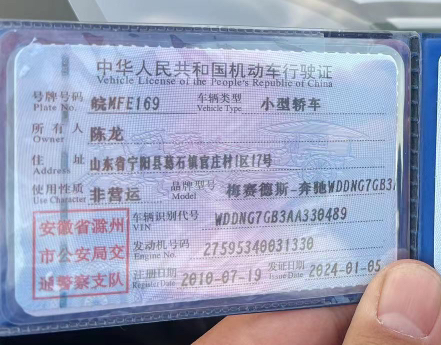 中华人民共和国机动车行驶证
Vehicle License of the People's Republic of China
号牌号码 皖MFE169 车辆类型 小型轿车
Plate No. Vehicle Type
所有人 陈龙
Owner
住址 山东省宁阳县葛石镇官庄村1区17号
Address
使用性质 非营运 品牌型号 梅赛德斯-奔驰WDDNG7GB3
Use Character Model
安徽省滁州
市公安局交
通警察支队
车辆识别代号 WDDNG7GB3AA330489
VIN
发动机号码 27595340031330
Engine No.
注册日期 2010-07-19 发证日期 2024-01-05
Register Date Issue Date